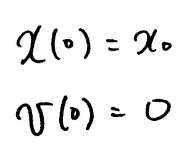 x(0) = x₀
v(0) = 0